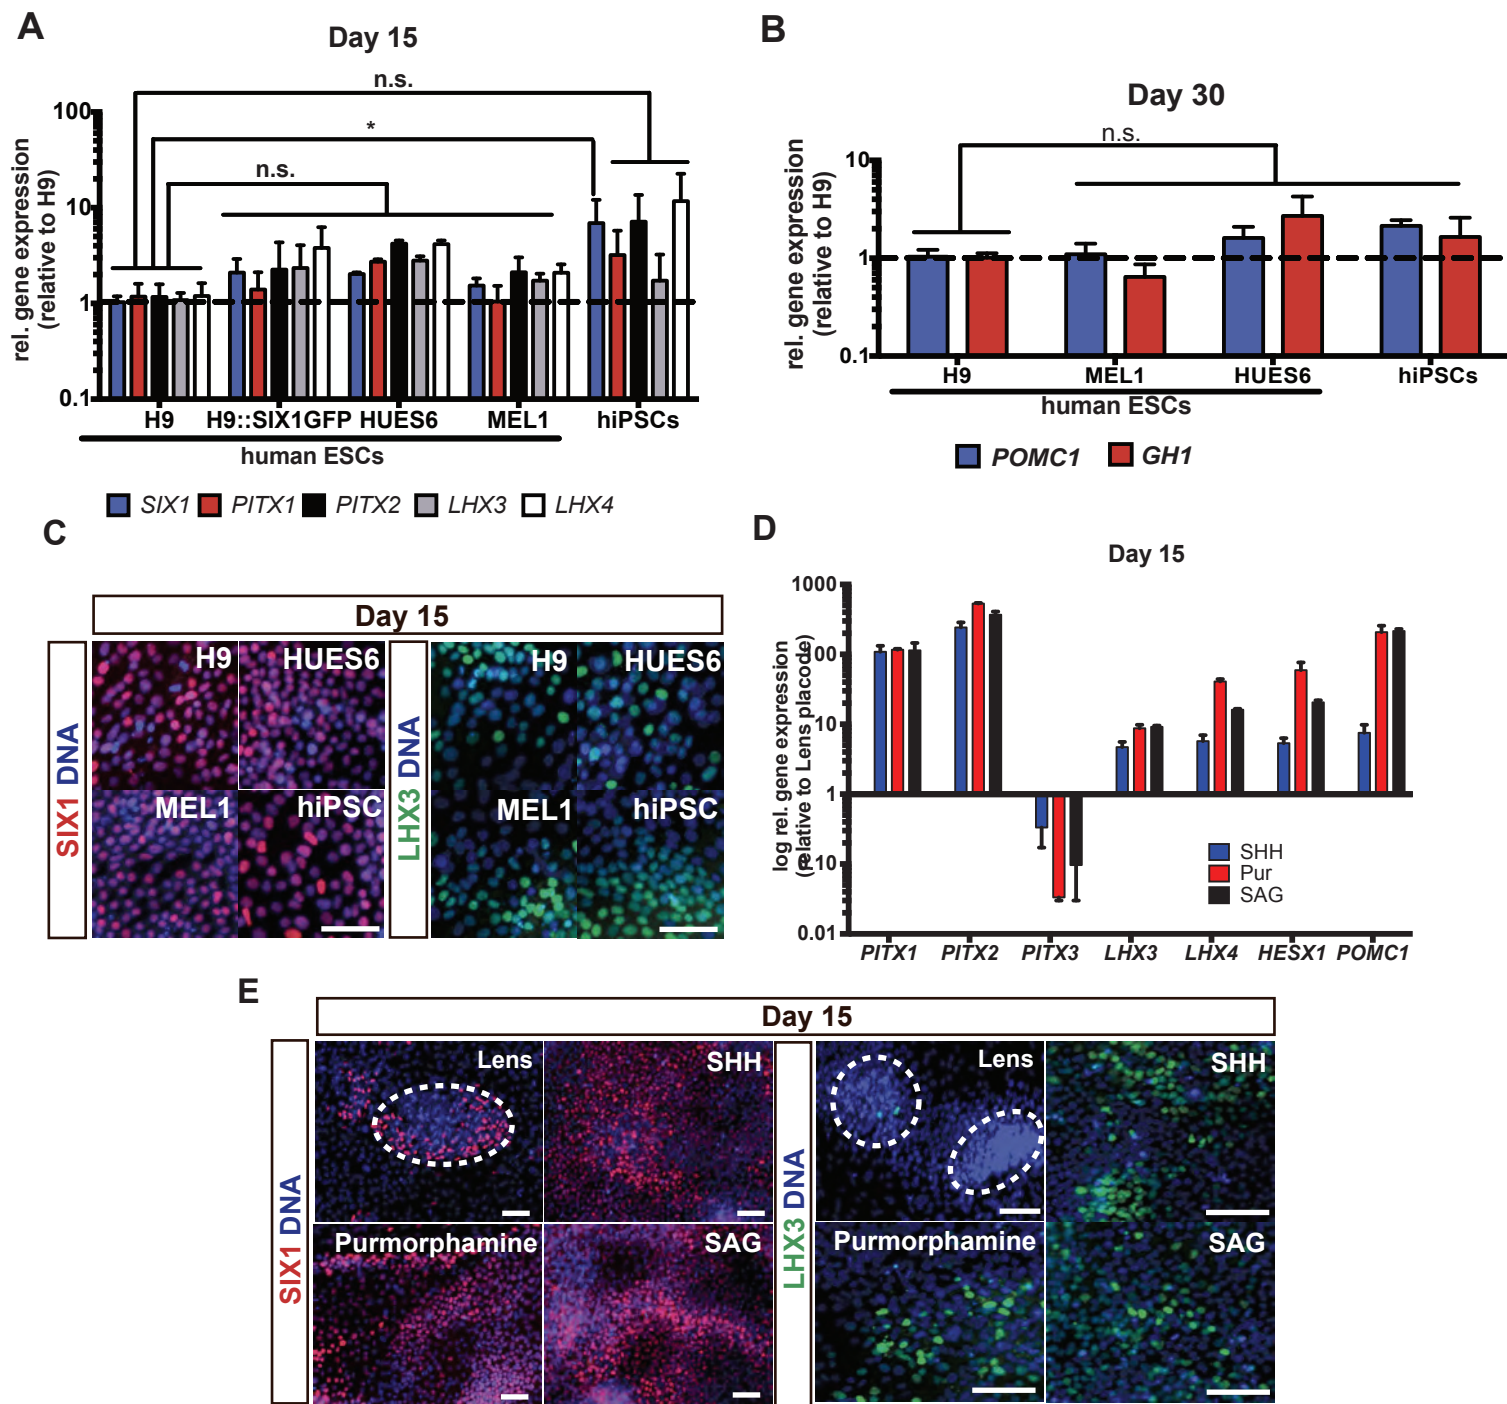 A
Day 15
n.s.
*
n.s.
100
10
1
0.1
rel. gene expression
(relative to H9)
H9 H9::SIX1GFP HUES6 MEL1 hiPSCs
human ESCs
SIX1 PITX1 PITX2 LHX3 LHX4
B
Day 30
n.s.
10
1
0.1
rel. gene expression
(relative to H9)
H9 MEL1 HUES6 hiPSCs
human ESCs
POMC1 GH1
C
Day 15
SIX1 DNA
H9 HUES6
MEL1 hiPSC
LHX3 DNA
H9 HUES6
MEL1 hiPSC
D
Day 15
1000
100
10
1
0.10
0.01
log rel. gene expression
(relative to Lens placode)
SHH
Pur
SAG
PITX1 PITX2 PITX3 LHX3 LHX4 HESX1 POMC1
E
Day 15
SIX1 DNA
Lens SHH
Purmorphamine SAG
LHX3 DNA
Lens SHH
Purmorphamine SAG